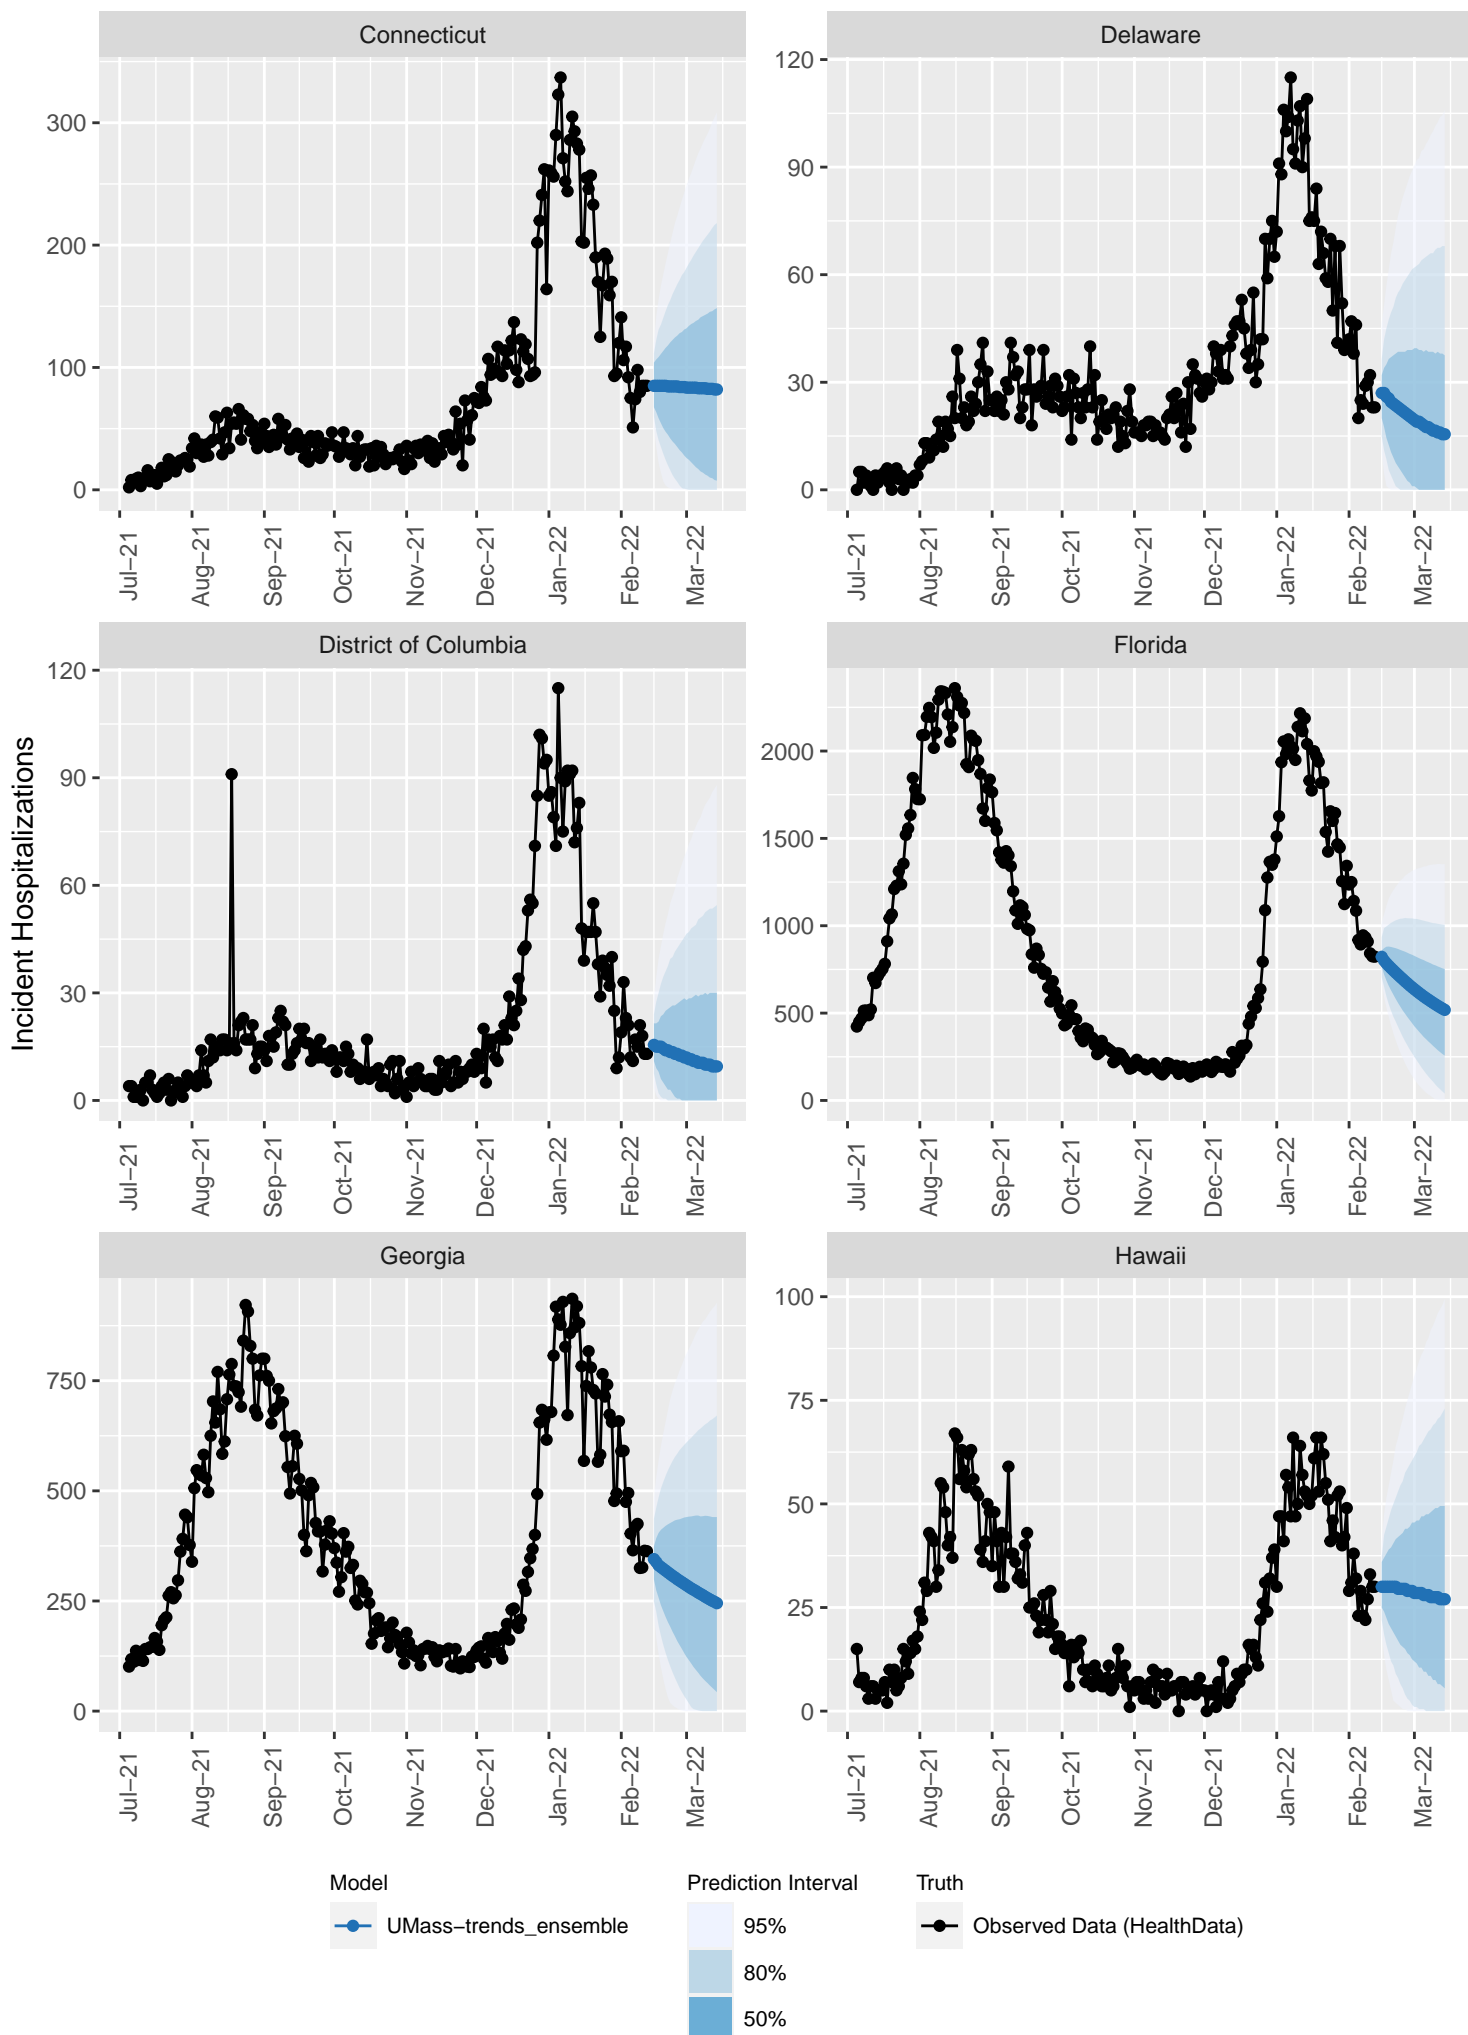 Connecticut
Delaware
300
200
100
0
120
90
60
30
0
Jul−21
Aug−21
Sep−21
Oct−21
Nov−21
Dec−21
Jan−22
Feb−22
Mar−22
Jul−21
Aug−21
Sep−21
Oct−21
Nov−21
Dec−21
Jan−22
Feb−22
Mar−22
Incident Hospitalizations
District of Columbia
Florida
120
90
60
30
0
2000
1500
1000
500
0
Jul−21
Aug−21
Sep−21
Oct−21
Nov−21
Dec−21
Jan−22
Feb−22
Mar−22
Jul−21
Aug−21
Sep−21
Oct−21
Nov−21
Dec−21
Jan−22
Feb−22
Mar−22
Georgia
Hawaii
750
500
250
0
100
75
50
25
0
Jul−21
Aug−21
Sep−21
Oct−21
Nov−21
Dec−21
Jan−22
Feb−22
Mar−22
Jul−21
Aug−21
Sep−21
Oct−21
Nov−21
Dec−21
Jan−22
Feb−22
Mar−22
Model
UMass−trends_ensemble
Prediction Interval
95%
80%
50%
Truth
Observed Data (HealthData)